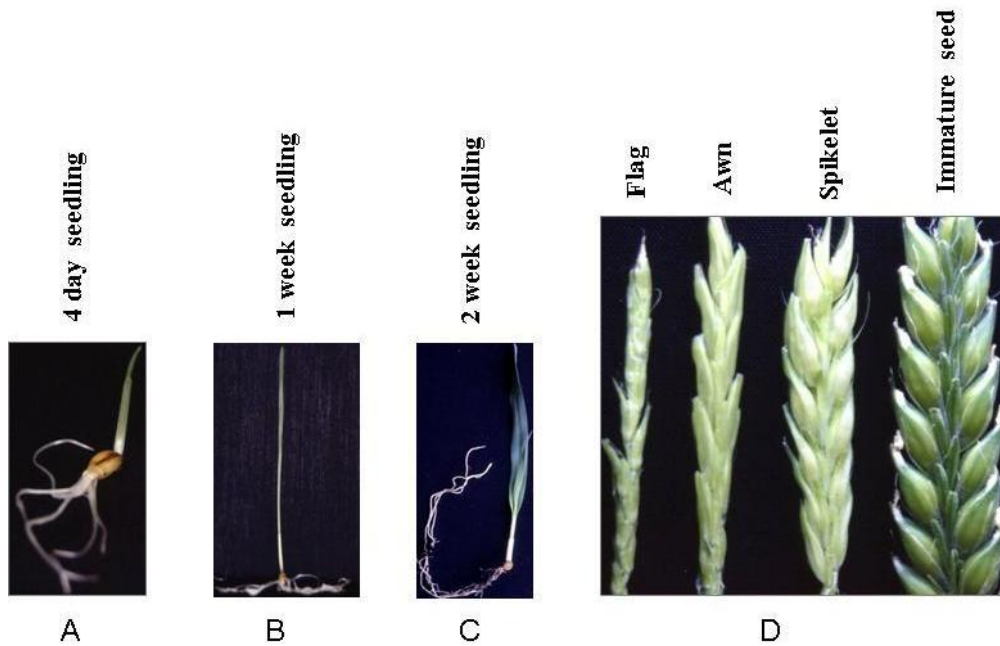 4 day seedling
1 week seedling
2 week seedling
Flag
Awn
Spikelet
Immature seed
A
B
C
D